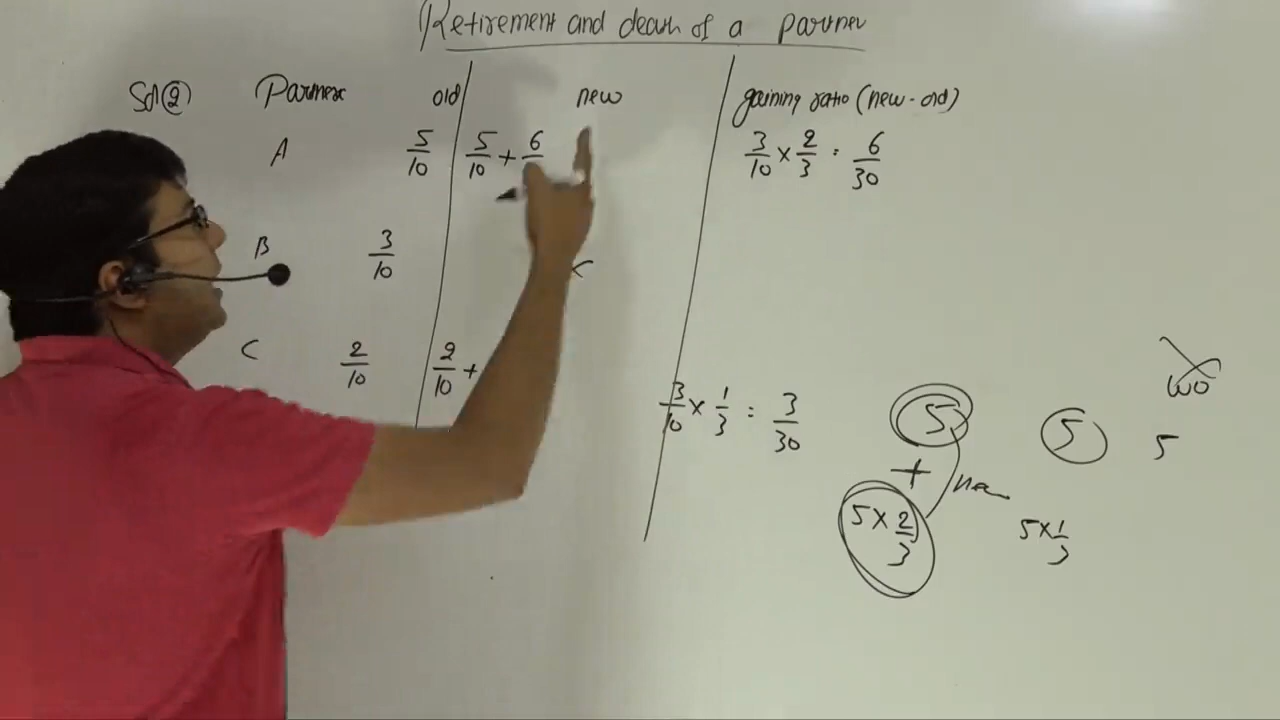 Retirement and death of a partner
Sol ② Partner old new gaining ratio (new-old)
A 5/10 5/10 + 6 3/10 × 2/3 = 6/30
B 3/10
C 2/10 2/10 + 3/10 × 1/3 = 3/30
5 5 5
+
5 × 2/3 5 × 1/3